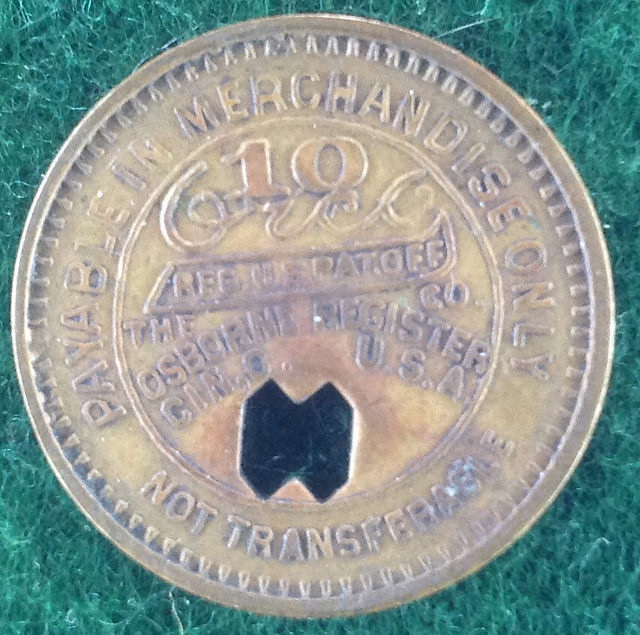 PAYABLE IN MERCHANDISE ONLY
10
REG. U.S. PAT. OFF.
THE
OSBORNE REGISTER CO.
CIN. O. U.S.A.
NOT TRANSFERABLE